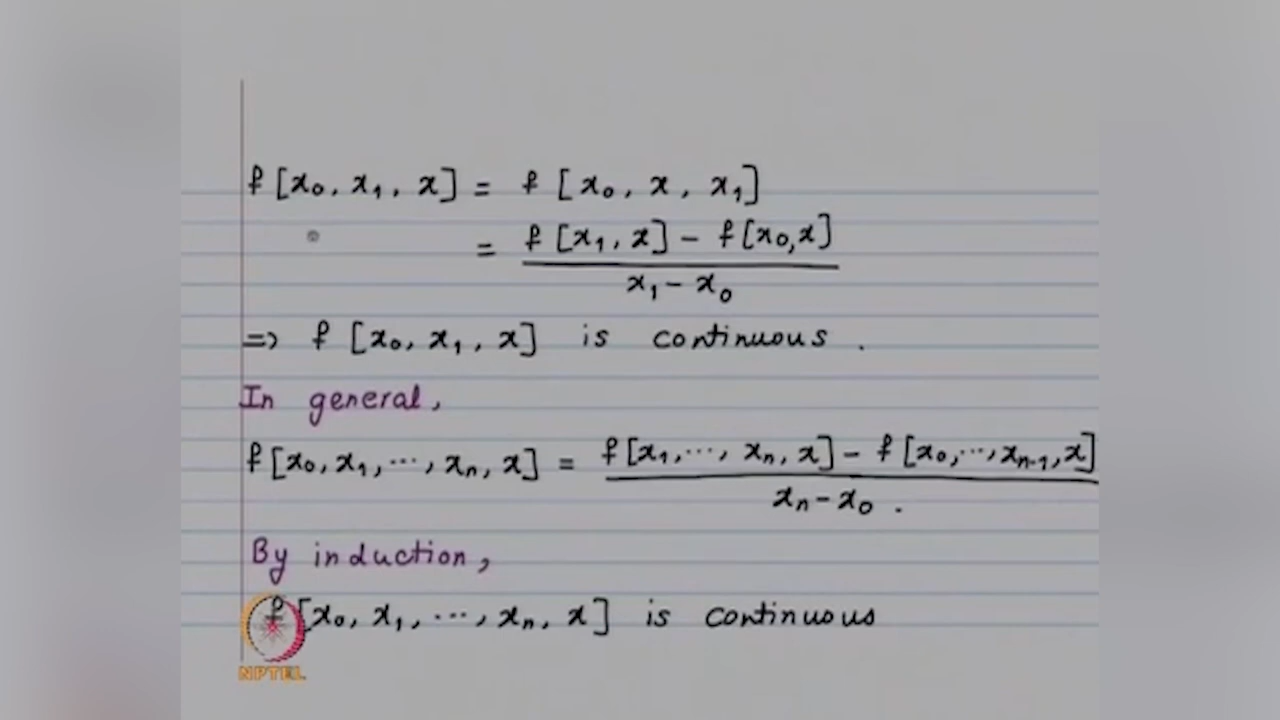 f [x₀, x₁, x] = f [x₀, x, x₁]
= f [x₁, x] - f [x₀, x]
x₁ - x₀
=> f [x₀, x₁, x] is continuous .
In general,
f [x₀, x₁, ..., xₙ, x] = f [x₁, ..., xₙ, x] - f [x₀, ..., xₙ₋₁, x]
xₙ - x₀ .
By induction,
f [x₀, x₁, ..., xₙ, x] is continuous
NPTEL